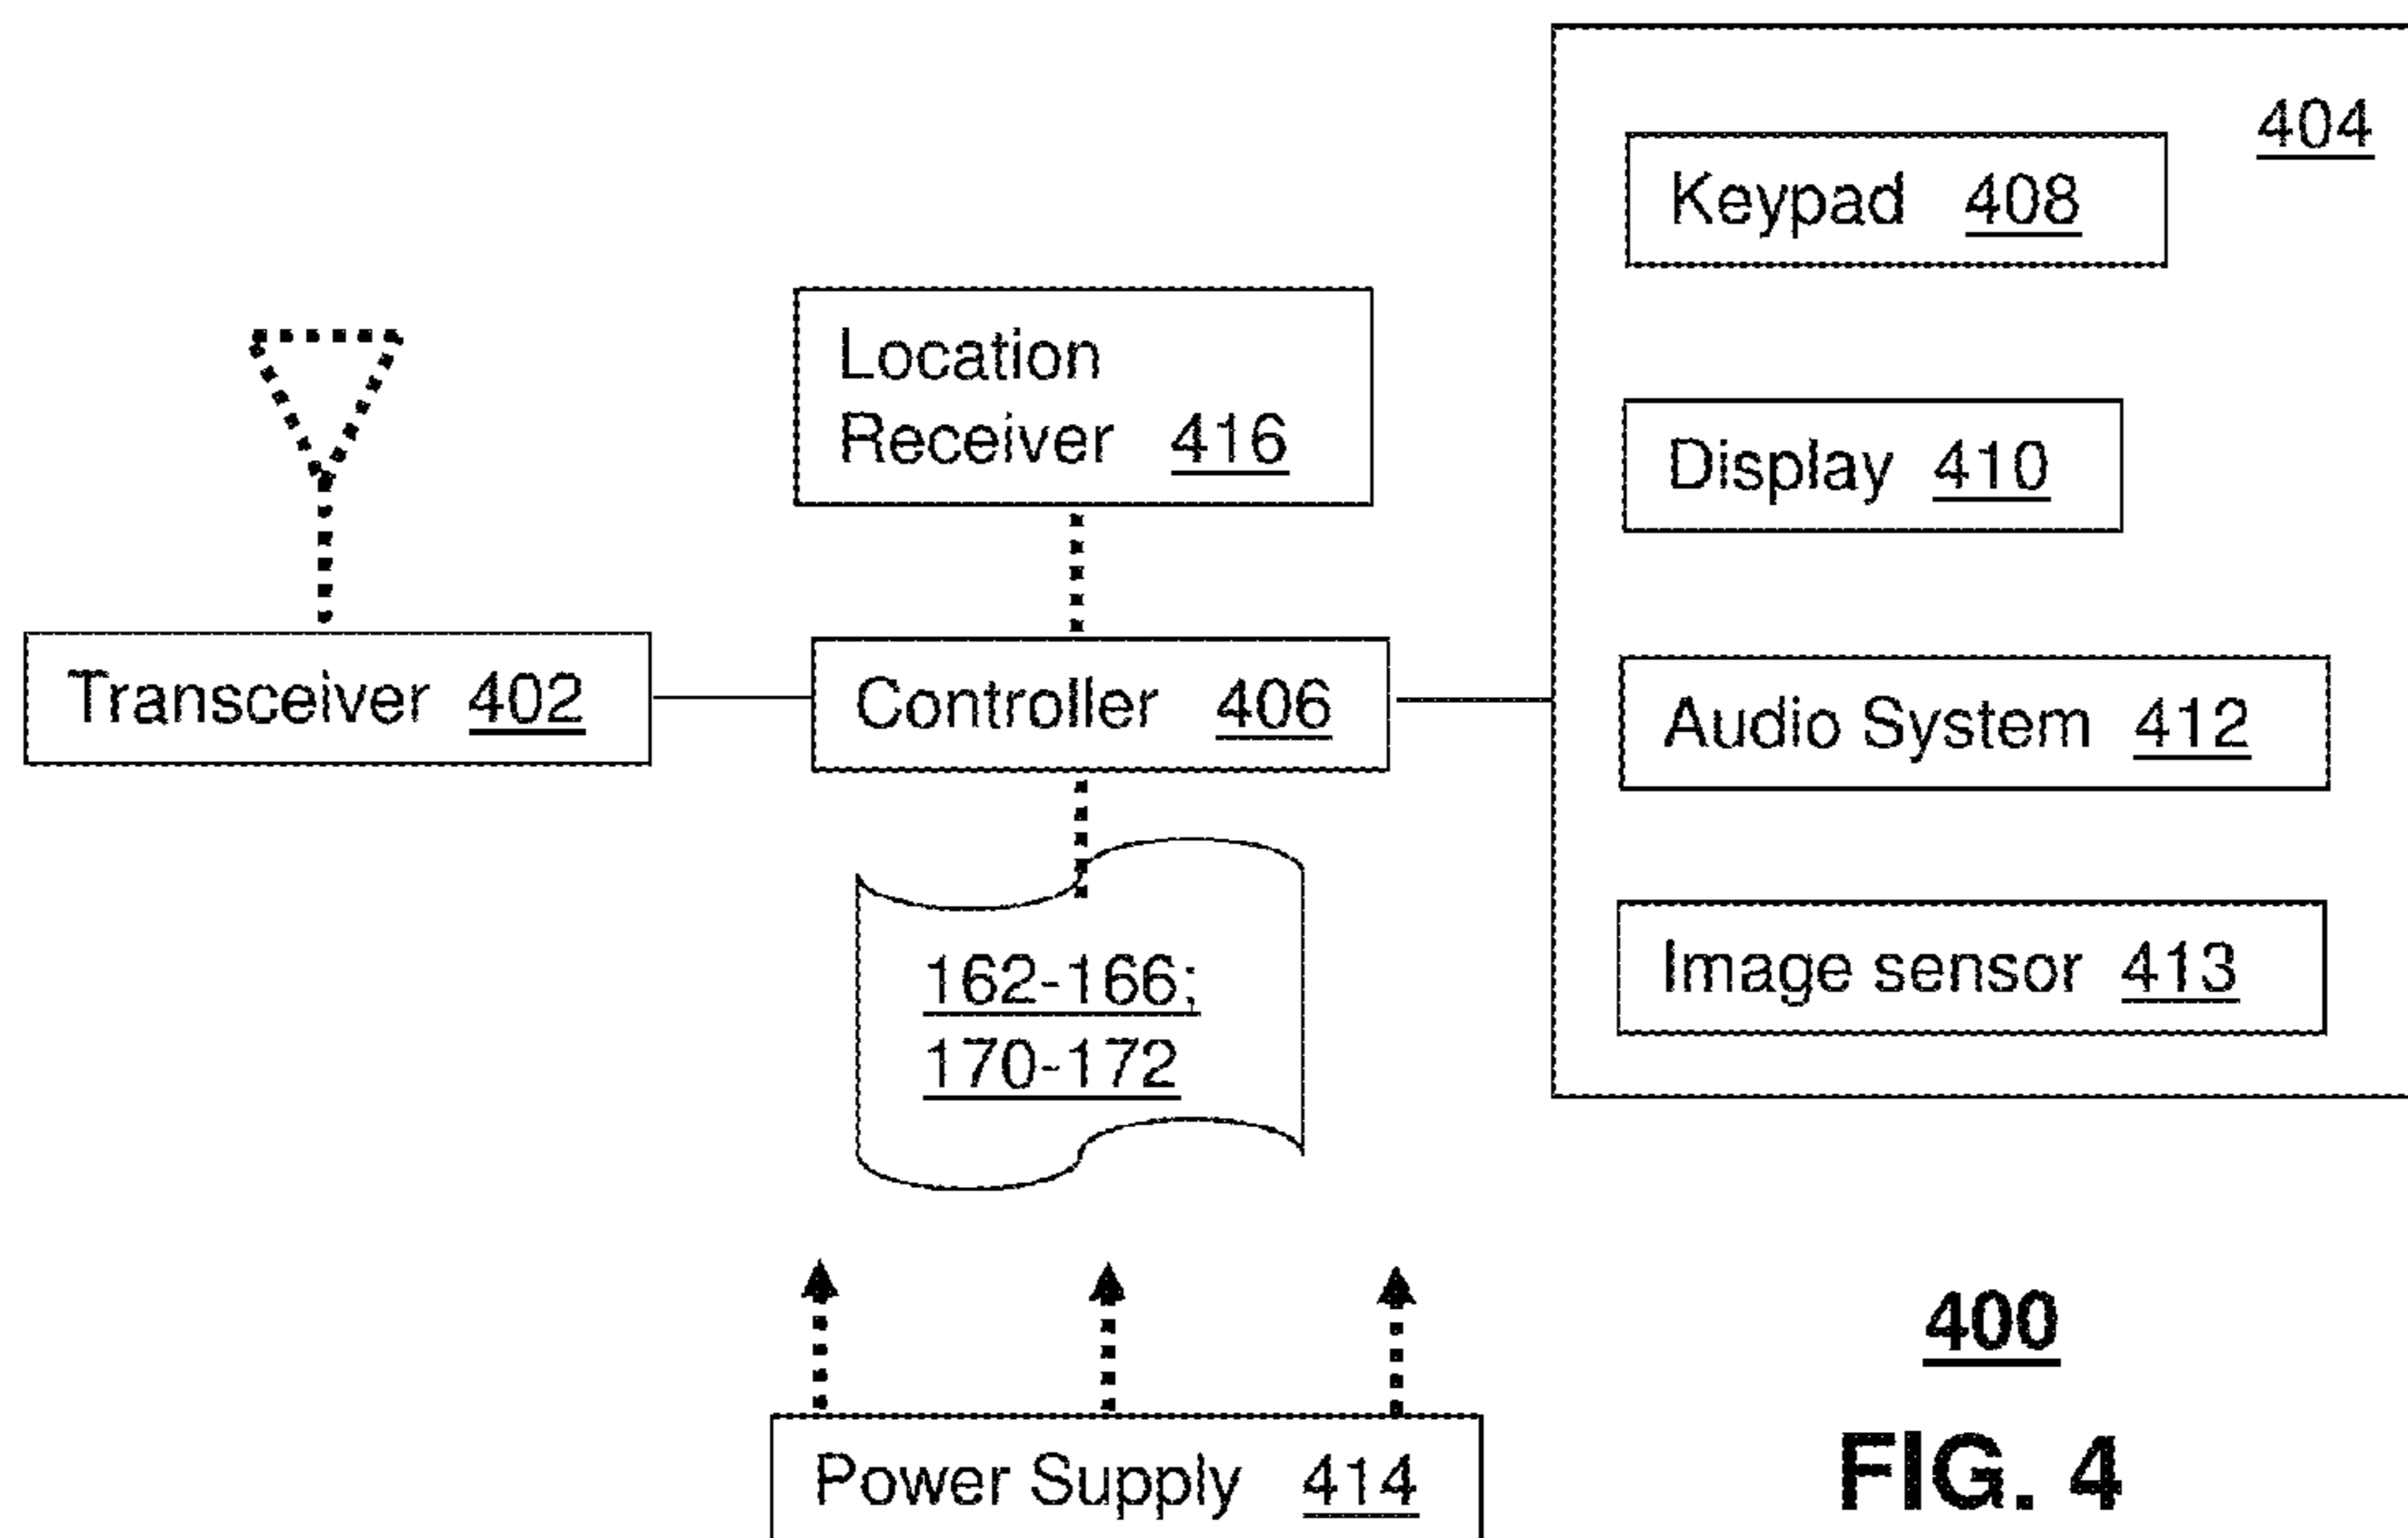 404
Keypad 408
Location
Receiver 416
Display 410
Transceiver 402
Controller 406
Audio System 412
162-166;
170-172
Image sensor 413
Power Supply 414
400
FIG. 4